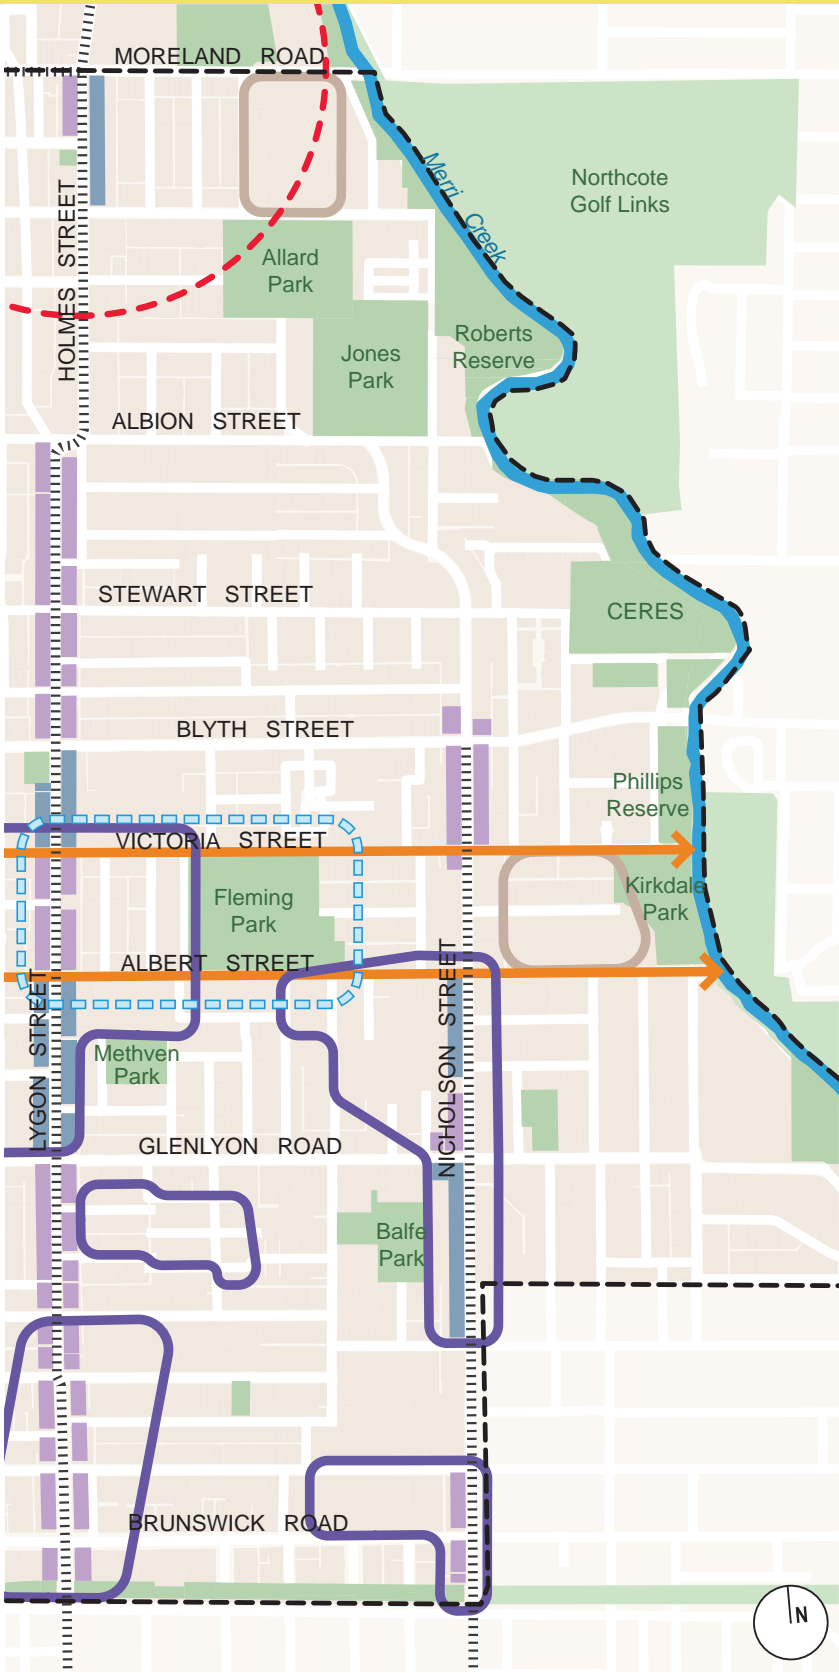 MORELAND ROAD
Merri Creek
Northcote
Golf Links
HOLMES STREET
Allard
Park
Roberts
Reserve
Jones
Park
ALBION STREET
STEWART STREET
CERES
BLYTH STREET
Phillips
Reserve
VICTORIA STREET
Fleming
Park
Kirkdale
Park
ALBERT STREET
LYGON STREET
NICHOLSON STREET
Methven
Park
GLENLYON ROAD
Balfe
Park
BRUNSWICK ROAD
N